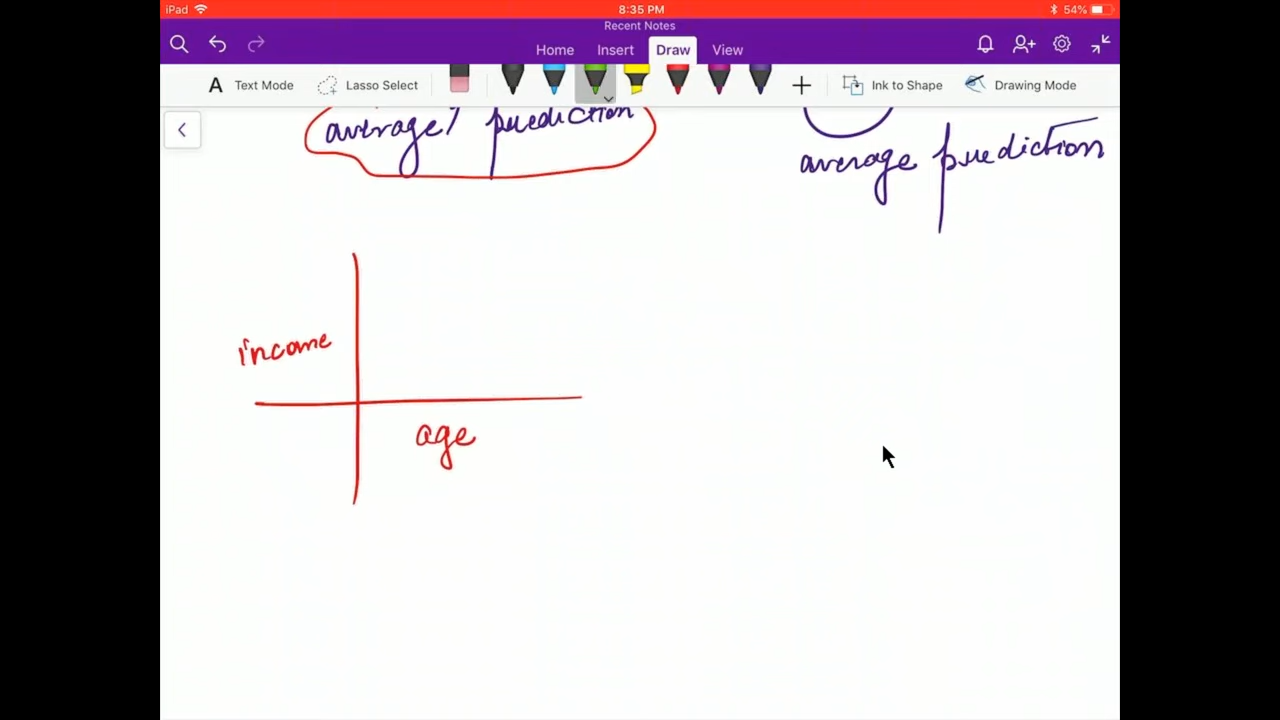 iPad 8:35 PM 54%
Recent Notes
Home Insert Draw View
A Text Mode Lasso Select Ink to Shape Drawing Mode
average) prediction
average prediction
income
age